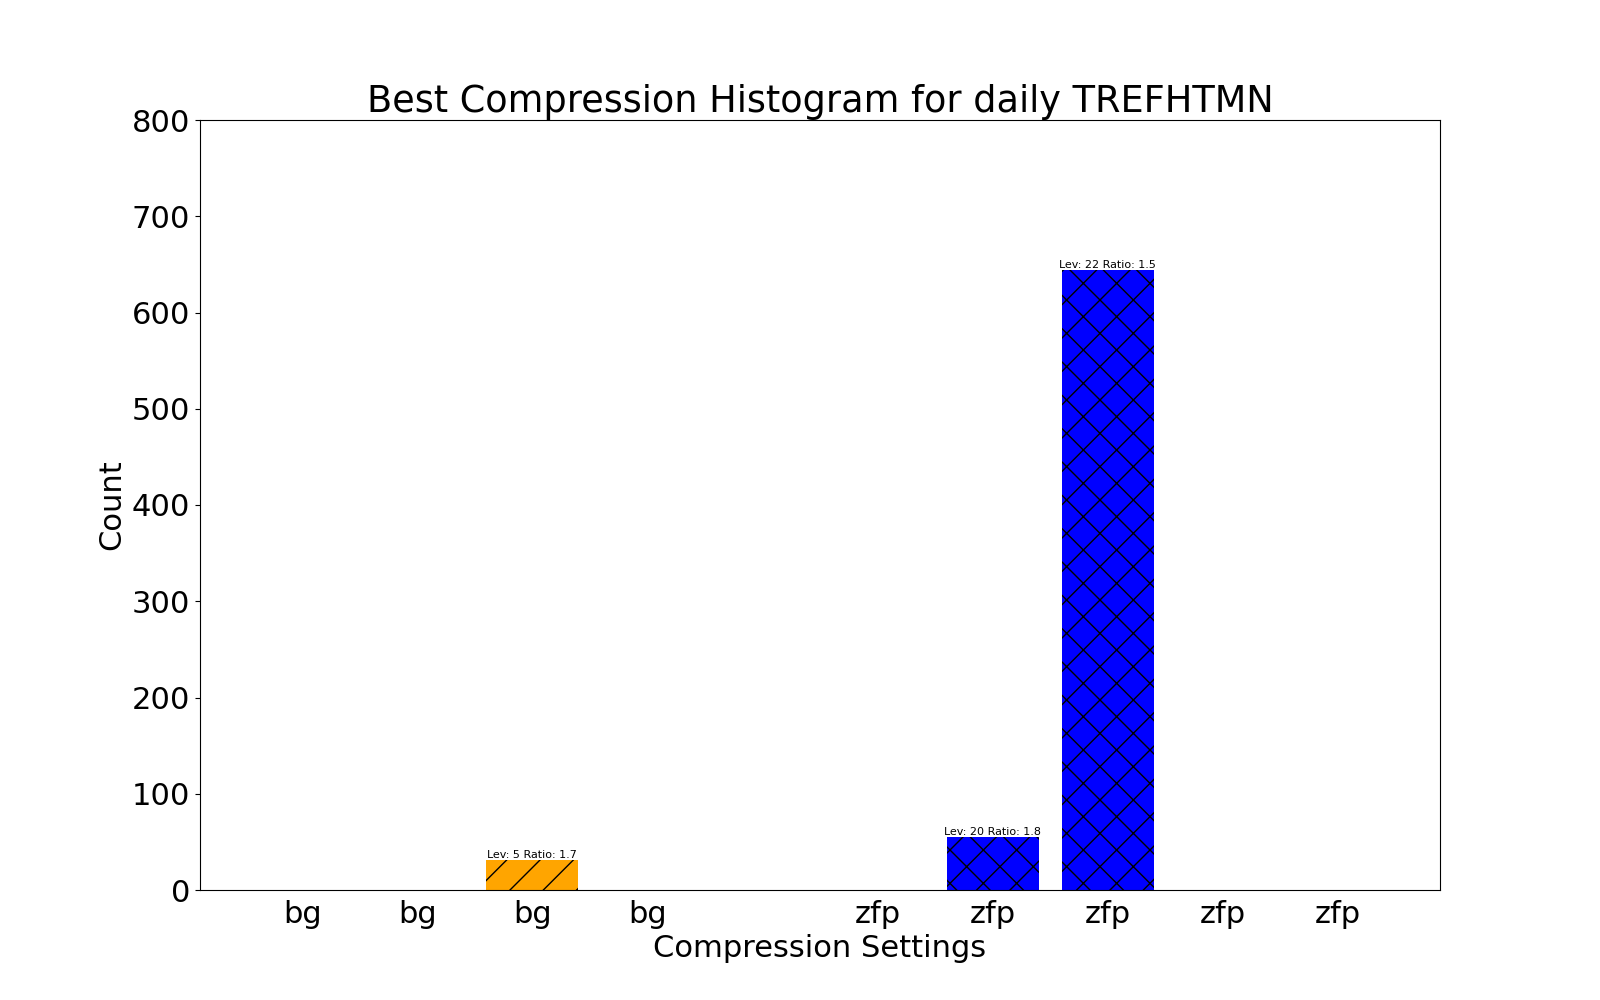 Best Compression Histogram for daily TREFHTMN
800
700
600
500
400
300
200
100
0
Count
Lev: 5 Ratio: 1.7
Lev: 20 Ratio: 1.8
Lev: 22 Ratio: 1.5
bg bg bg bg zfp zfp zfp zfp zfp
Compression Settings